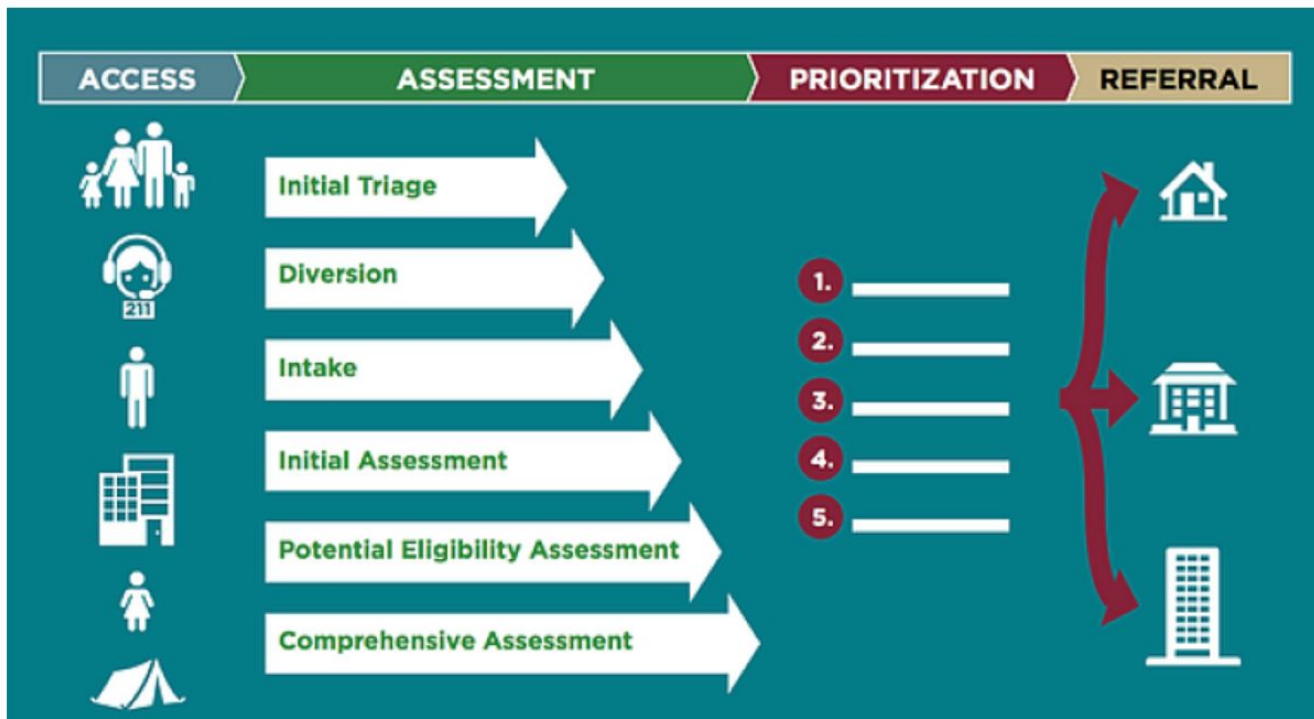 ACCESS
ASSESSMENT
PRIORITIZATION
REFERRAL
Initial Triage
Diversion
211
Intake
Initial Assessment
Potential Eligibility Assessment
Comprehensive Assessment
1.
2.
3.
4.
5.